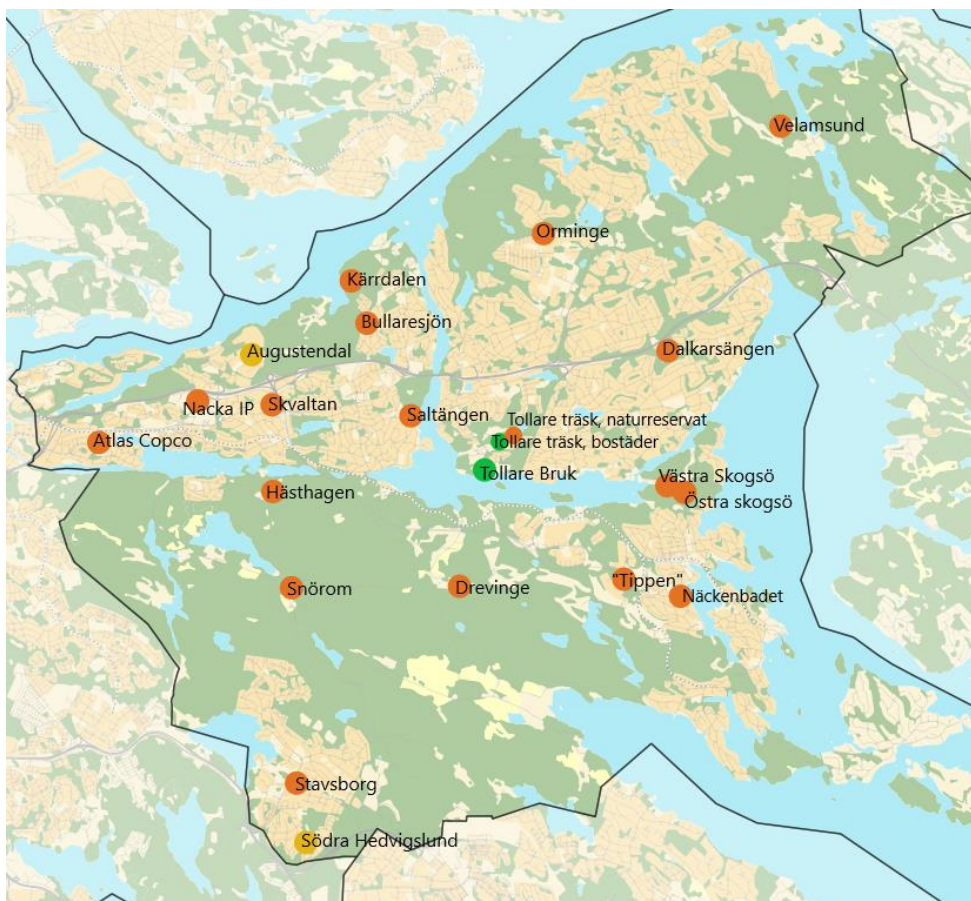 Velamsund
Orminge
Kärrdalen
Bullaresjön
Augustendal
Dalkarsängen
Nacka IP
Skvaltan
Saltängen
Tollare träsk, naturreservat
Atlas Copco
Tollare träsk, bostäder
Tollare Bruk
Västra Skogsö
Hästhagen
Östra skogsö
Snörom
Drevinge
"Tippen"
Näckenbadet
Stavsborg
Södra Hedvigslund